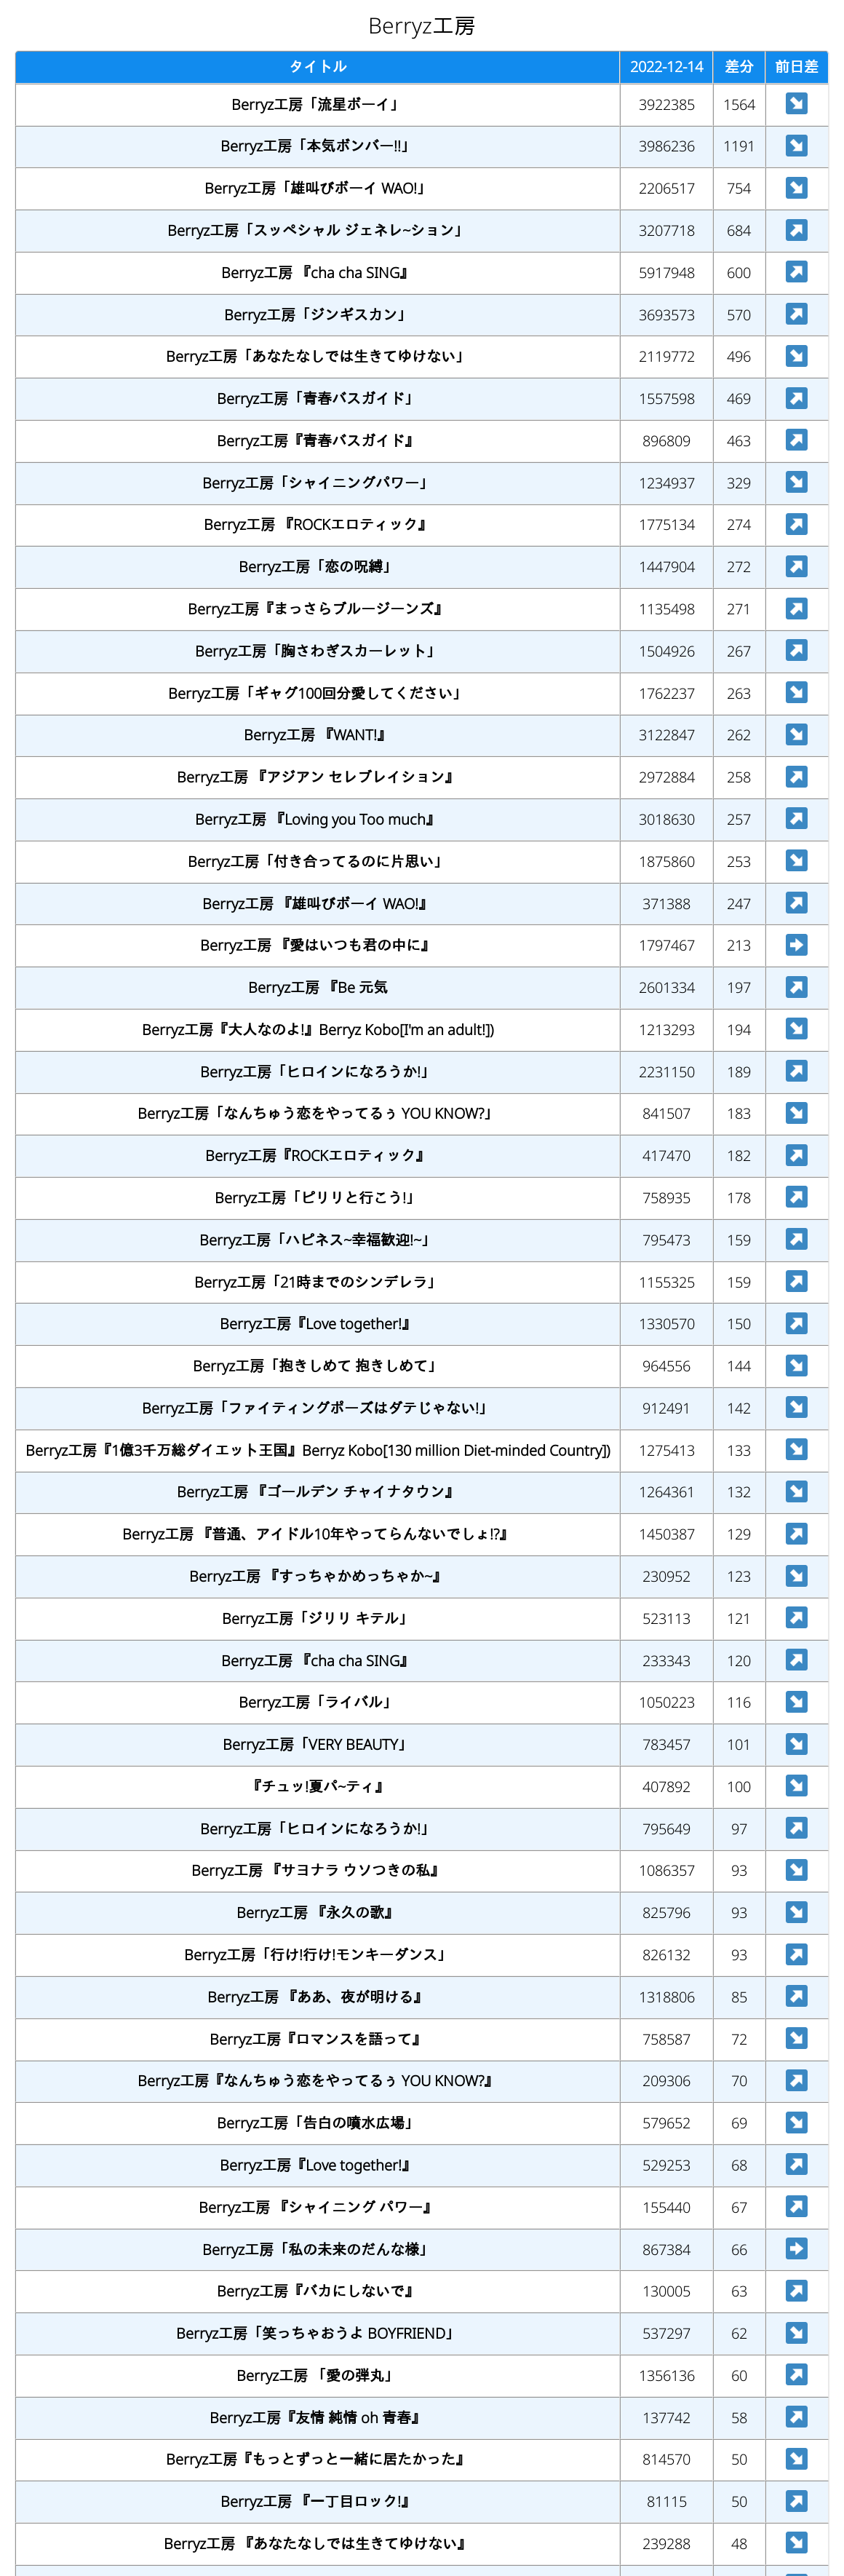 Berryz工房
タイトル 2022-12-14 差分 前日差
Berryz工房「流星ボーイ」 3922385 1564 ↘
Berryz工房「本気ボンバー!!」 3986236 1191 ↘
Berryz工房「雄叫びボーイ WAO!」 2206517 754 ↘
Berryz工房「スッペシャル ジェネレ~ション」 3207718 684 ↗
Berryz工房 『cha cha SING』 5917948 600 ↗
Berryz工房「ジンギスカン」 3693573 570 ↗
Berryz工房「あなたなしでは生きてゆけない」 2119772 496 ↘
Berryz工房「青春バスガイド」 1557598 469 ↗
Berryz工房『青春バスガイド』 896809 463 ↗
Berryz工房「シャイニングパワー」 1234937 329 ↘
Berryz工房 『ROCKエロティック』 1775134 274 ↗
Berryz工房「恋の呪縛」 1447904 272 ↗
Berryz工房『まっさらブルージーンズ』 1135498 271 ↗
Berryz工房「胸さわぎスカーレット」 1504926 267 ↗
Berryz工房「ギャグ100回分愛してください」 1762237 263 ↘
Berryz工房 『WANT!』 3122847 262 ↘
Berryz工房 『アジアン セレブレイション』 2972884 258 ↗
Berryz工房 『Loving you Too much』 3018630 257 ↗
Berryz工房「付き合ってるのに片思い」 1875860 253 ↘
Berryz工房 『雄叫びボーイ WAO!』 371388 247 ↗
Berryz工房 『愛はいつも君の中に』 1797467 213 ➡
Berryz工房 『Be 元気 2601334 197 ↗
Berryz工房『大人なのよ!』Berryz Kobo[I'm an adult!]) 1213293 194 ↘
Berryz工房「ヒロインになろうか!」 2231150 189 ↗
Berryz工房「なんちゅう恋をやってるぅ YOU KNOW?」 841507 183 ↘
Berryz工房『ROCKエロティック』 417470 182 ↗
Berryz工房「ピリリと行こう!」 758935 178 ↗
Berryz工房「ハピネス~幸福歓迎!~」 795473 159 ↗
Berryz工房「21時までのシンデレラ」 1155325 159 ↗
Berryz工房『Love together!』 1330570 150 ↗
Berryz工房「抱きしめて 抱きしめて」 964556 144 ↘
Berryz工房「ファイティングポーズはダテじゃない!」 912491 142 ↘
Berryz工房『1億3千万総ダイエット王国』Berryz Kobo[130 million Diet-minded Country]) 1275413 133 ↘
Berryz工房 『ゴールデン チャイナタウン』 1264361 132 ↘
Berryz工房 『普通、アイドル10年やってらんないでしょ!?』 1450387 129 ↗
Berryz工房 『すっちゃかめっちゃか~』 230952 123 ↘
Berryz工房「ジリリ キテル」 523113 121 ↗
Berryz工房 『cha cha SING』 233343 120 ↗
Berryz工房「ライバル」 1050223 116 ↘
Berryz工房「VERY BEAUTY」 783457 101 ↘
『チュッ!夏パ~ティ』 407892 100 ↘
Berryz工房「ヒロインになろうか!」 795649 97 ↗
Berryz工房 『サヨナラ ウソつきの私』 1086357 93 ↘
Berryz工房 『永久の歌』 825796 93 ↘
Berryz工房「行け!行け!モンキーダンス」 826132 93 ↗
Berryz工房 『ああ、夜が明ける』 1318806 85 ↗
Berryz工房『ロマンスを語って』 758587 72 ↘
Berryz工房『なんちゅう恋をやってるぅ YOU KNOW?』 209306 70 ↗
Berryz工房「告白の噴水広場」 579652 69 ↘
Berryz工房『Love together!』 529253 68 ↗
Berryz工房 『シャイニング パワー』 155440 67 ↗
Berryz工房「私の未来のだんな様」 867384 66 ➡
Berryz工房『バカにしないで』 130005 63 ↗
Berryz工房「笑っちゃおうよ BOYFRIEND」 537297 62 ↘
Berryz工房 「愛の弾丸」 1356136 60 ↗
Berryz工房『友情 純情 oh 青春』 137742 58 ↗
Berryz工房『もっとずっと一緒に居たかった』 814570 50 ↘
Berryz工房 『一丁目ロック!』 81115 50 ↗
Berryz工房 『あなたなしでは生きてゆけない』 239288 48 ↘